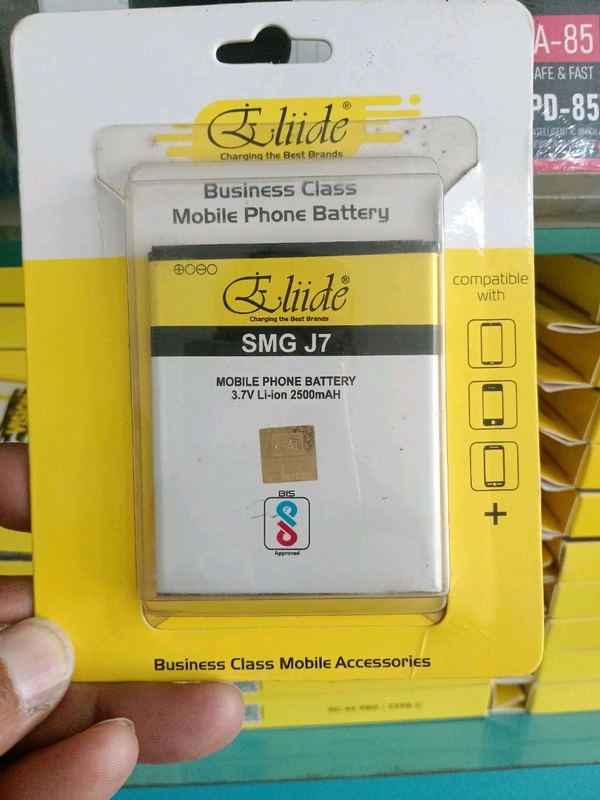 Eliide®
Charging the Best Brands
Business Class
Mobile Phone Battery
Eliide®
Charging the Best Brands
SMG J7
MOBILE PHONE BATTERY
3.7V Li-ion 2500mAH
BIS
Approved
compatible
with
+
Business Class Mobile Accessories
A-85
AFE & FAST
PD-85